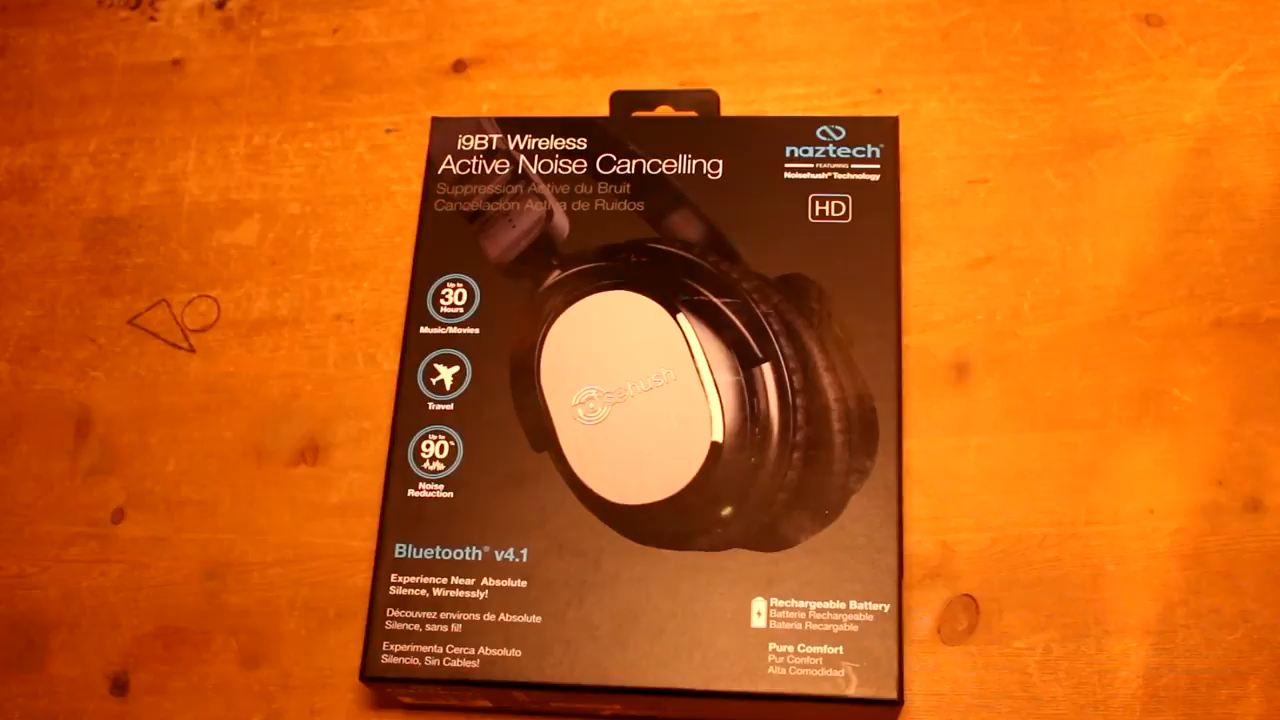 i9BT Wireless
Active Noise Cancelling
Suppression Active du Bruit
Cancelación Activa de Ruidos
naztech®
FEATURING
Noisehush® Technology
HD
Up to
30
Hours
Music/Movies
Travel
Up to
90%
Noise
Reduction
sehush
Bluetooth® v4.1
Experience Near Absolute
Silence, Wirelessly!
Découvrez environs de Absolute
Silence, sans fil!
Experimenta Cerca Absoluto
Silencio, Sin Cables!
Rechargeable Battery
Batterie Rechargeable
Bateria Recargable
Pure Comfort
Pur Confort
Alta Comodidad